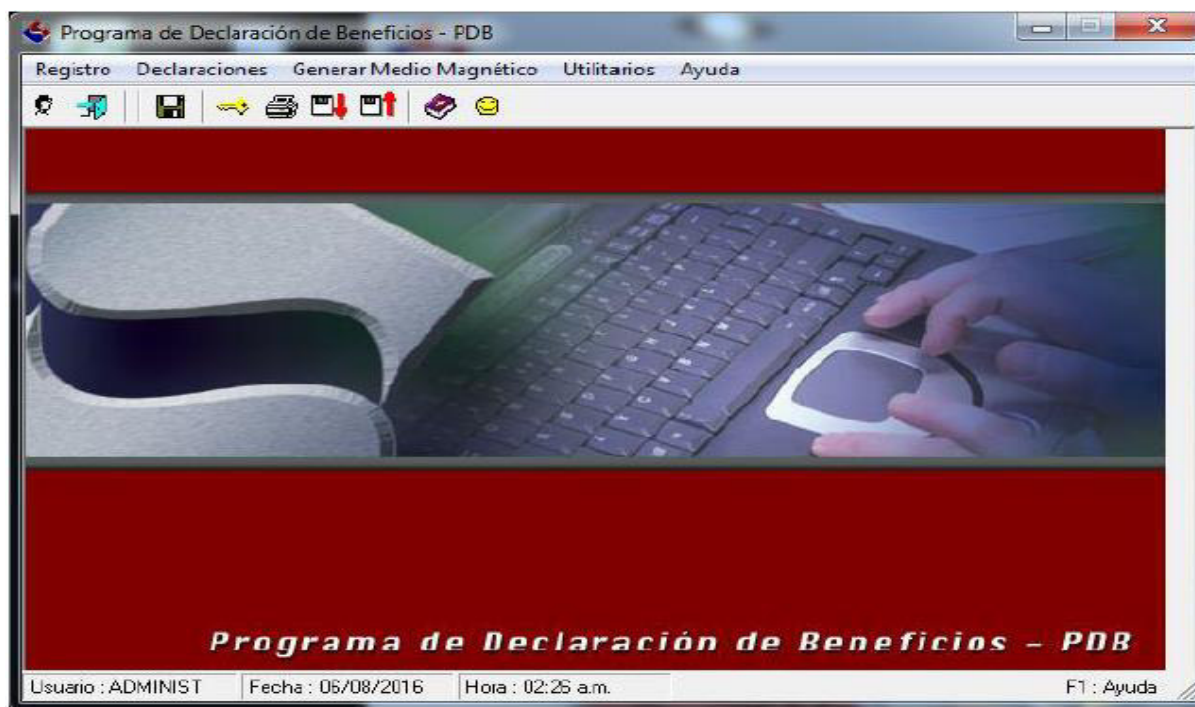 Programa de Declaración de Beneficios - PDB
Registro Declaraciones Generar Medio Magnético Utilitarios Ayuda
Programa de Declaración de Beneficios - PDB
Usuario : ADMINIST Fecha : 06/08/2016 Hora : 02:26 a.m. F1 : Ayuda